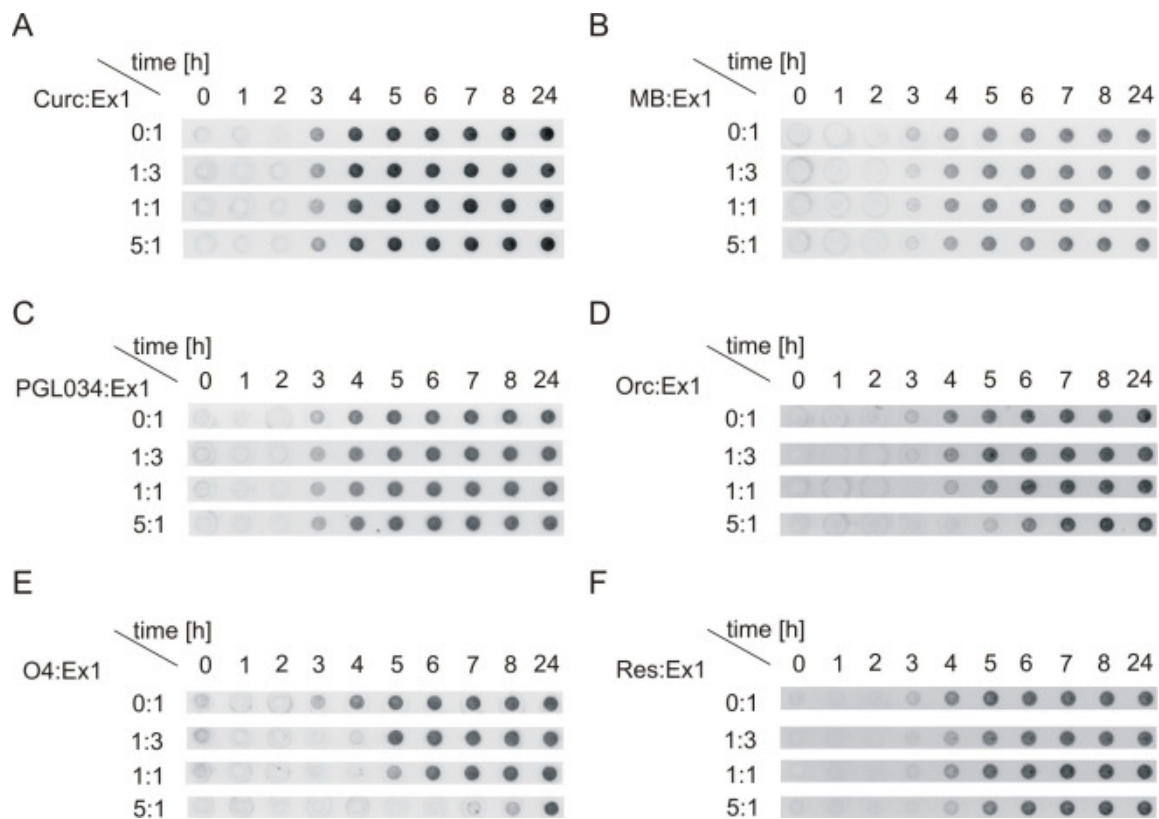 A
time [h]
Curc:Ex1 0 1 2 3 4 5 6 7 8 24
0:1
1:3
1:1
5:1
B
time [h]
MB:Ex1 0 1 2 3 4 5 6 7 8 24
0:1
1:3
1:1
5:1
C
time [h]
PGL034:Ex1 0 1 2 3 4 5 6 7 8 24
0:1
1:3
1:1
5:1
D
time [h]
Orc:Ex1 0 1 2 3 4 5 6 7 8 24
0:1
1:3
1:1
5:1
E
time [h]
O4:Ex1 0 1 2 3 4 5 6 7 8 24
0:1
1:3
1:1
5:1
F
time [h]
Res:Ex1 0 1 2 3 4 5 6 7 8 24
0:1
1:3
1:1
5:1